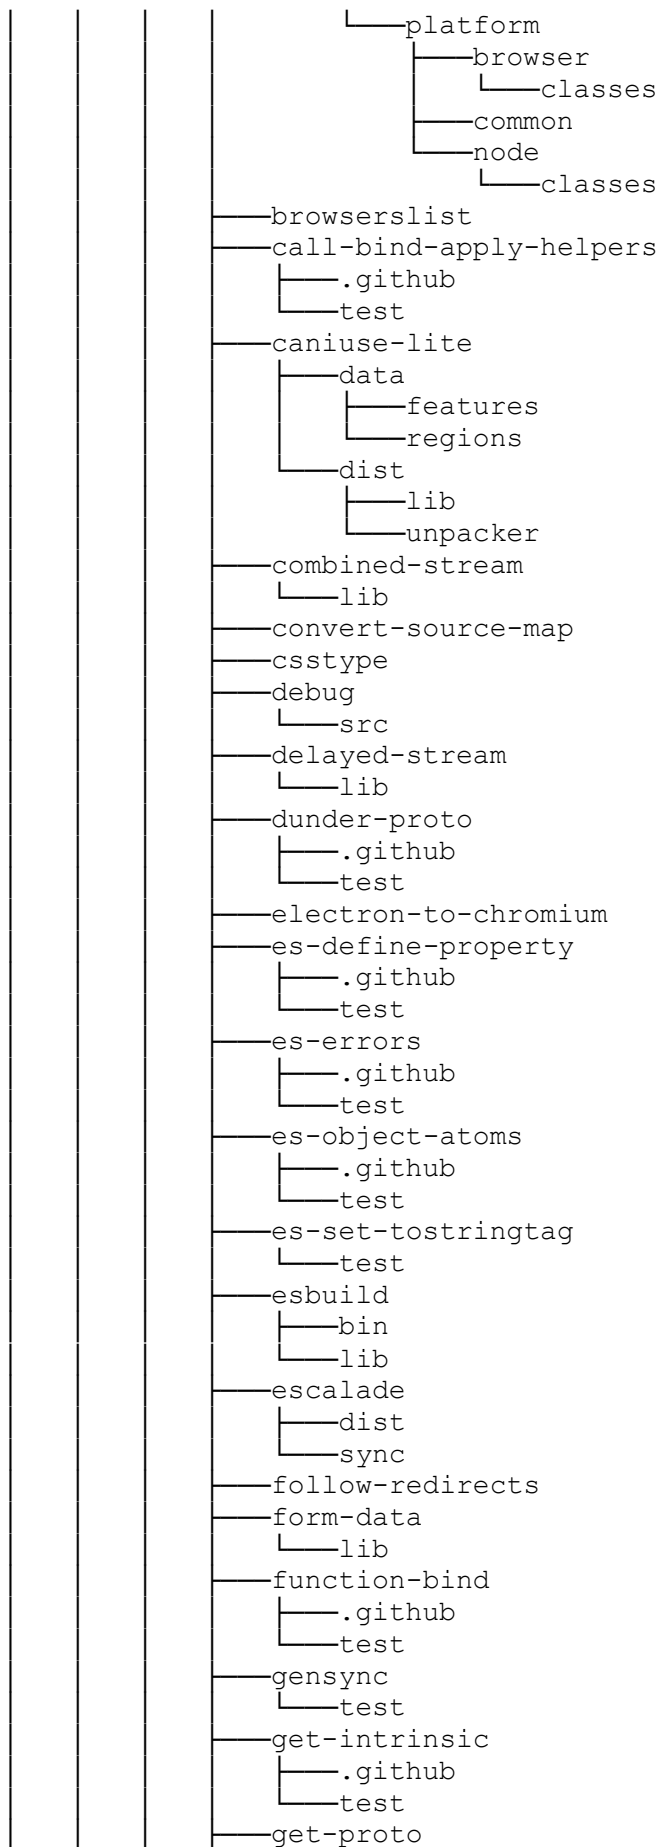 │   │   │   │       └───platform
│   │   │   │           ├───browser
│   │   │   │           │   └───classes
│   │   │   │           ├───common
│   │   │   │           └───node
│   │   │   │               └───classes
│   │   │   ├───browserslist
│   │   │   ├───call-bind-apply-helpers
│   │   │   │   ├───.github
│   │   │   │   └───test
│   │   │   ├───caniuse-lite
│   │   │   │   ├───data
│   │   │   │   │   ├───features
│   │   │   │   │   └───regions
│   │   │   │   └───dist
│   │   │   │       ├───lib
│   │   │   │       └───unpacker
│   │   │   ├───combined-stream
│   │   │   │   └───lib
│   │   │   ├───convert-source-map
│   │   │   ├───csstype
│   │   │   ├───debug
│   │   │   │   └───src
│   │   │   ├───delayed-stream
│   │   │   │   └───lib
│   │   │   ├───dunder-proto
│   │   │   │   ├───.github
│   │   │   │   └───test
│   │   │   ├───electron-to-chromium
│   │   │   ├───es-define-property
│   │   │   │   ├───.github
│   │   │   │   └───test
│   │   │   ├───es-errors
│   │   │   │   ├───.github
│   │   │   │   └───test
│   │   │   ├───es-object-atoms
│   │   │   │   ├───.github
│   │   │   │   └───test
│   │   │   ├───es-set-tostringtag
│   │   │   │   └───test
│   │   │   ├───esbuild
│   │   │   │   ├───bin
│   │   │   │   └───lib
│   │   │   ├───escalade
│   │   │   │   ├───dist
│   │   │   │   └───sync
│   │   │   ├───follow-redirects
│   │   │   ├───form-data
│   │   │   │   └───lib
│   │   │   ├───function-bind
│   │   │   │   ├───.github
│   │   │   │   └───test
│   │   │   ├───gensync
│   │   │   │   └───test
│   │   │   ├───get-intrinsic
│   │   │   │   ├───.github
│   │   │   │   └───test
│   │   │   ├───get-proto